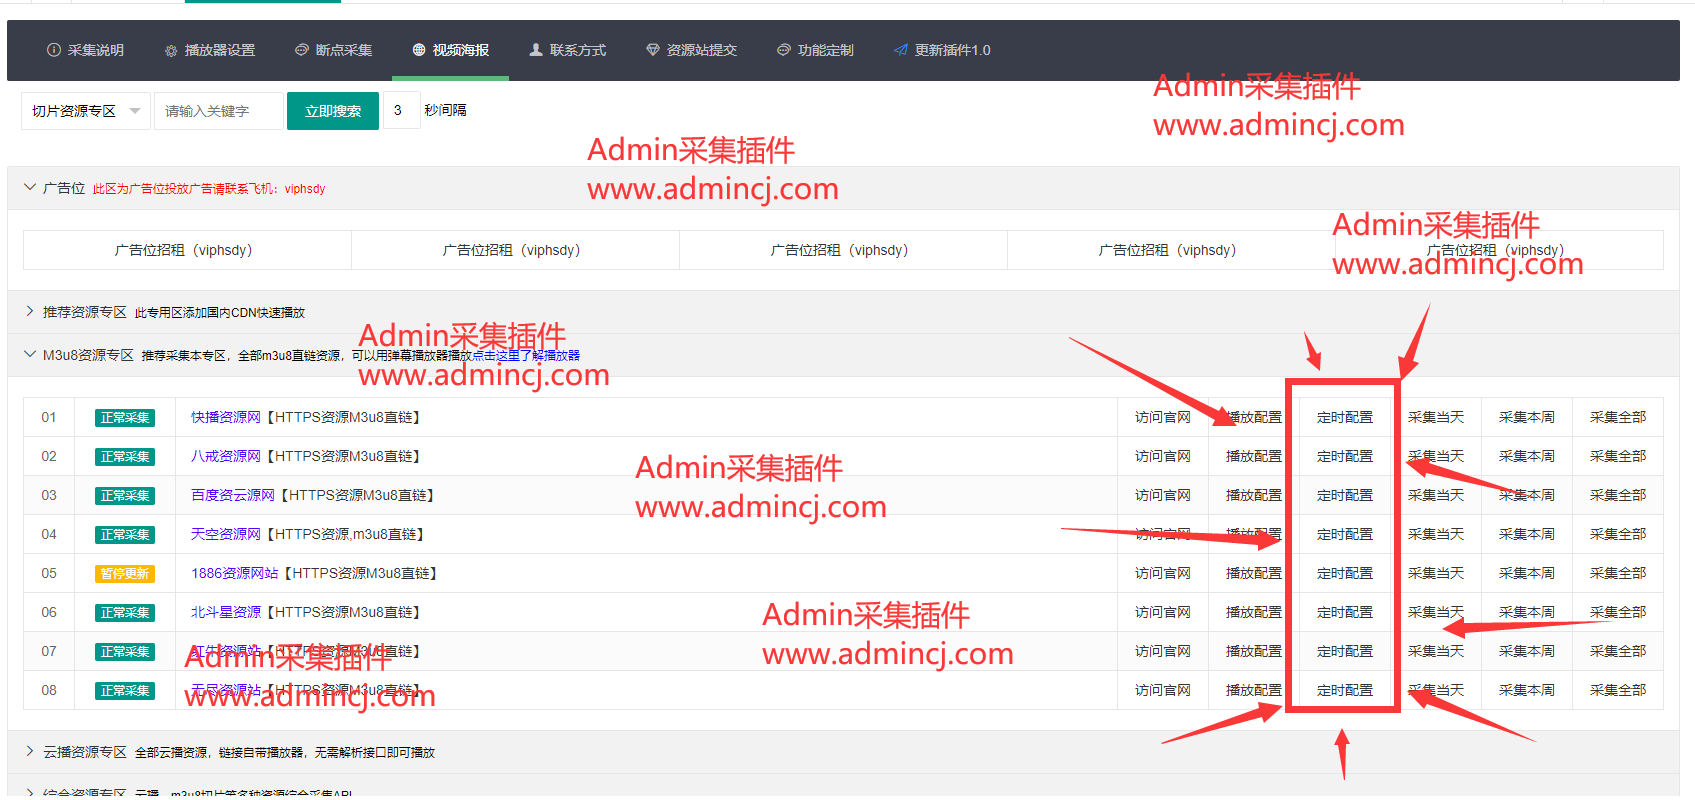 采集说明 播放器设置 断点采集 视频海报 联系方式 资源站提交 功能定制 更新插件1.0
Admin采集插件
www.admincj.com
切片资源专区 请输入关键字 立即搜索 3 秒间隔
Admin采集插件
www.admincj.com
广告位 此区为广告位投放广告请联系飞机：viphsdy
Admin采集插件
www.admincj.com
广告位招租（viphsdy） 广告位招租（viphsdy） 广告位招租（viphsdy） 广告位招租（viphsdy） 广告位招租（viphsdy）
推荐资源专区 此专用区添加国内CDN快速播放
Admin采集插件
www.admincj.com
M3u8资源专区 推荐采集本专区，全部m3u8直链资源，可以用弹幕播放器播放点击这里了解播放器
01 正常采集 快播资源网【HTTPS资源M3u8直链】 访问官网 播放配置 定时配置 采集当天 采集本周 采集全部
02 正常采集 八戒资源网【HTTPS资源M3u8直链】 访问官网 播放配置 定时配置 采集当天 采集本周 采集全部
Admin采集插件
www.admincj.com
03 正常采集 百度资云源网【HTTPS资源M3u8直链】 访问官网 播放配置 定时配置 采集当天 采集本周 采集全部
04 正常采集 天空资源网【HTTPS资源,m3u8直链】 访问官网 播放配置 定时配置 采集当天 采集本周 采集全部
05 暂停更新 1886资源网站【HTTPS资源M3u8直链】 访问官网 播放配置 定时配置 采集当天 采集本周 采集全部
06 正常采集 北斗星资源【HTTPS资源M3u8直链】 访问官网 播放配置 定时配置 采集当天 采集本周 采集全部
Admin采集插件
www.admincj.com
07 正常采集 红牛资源站【HTTPS资源M3u8直链】 访问官网 播放配置 定时配置 采集当天 采集本周 采集全部
Admin采集插件
www.admincj.com
08 正常采集 无尽资源站【HTTPS资源M3u8直链】 访问官网 播放配置 定时配置 采集当天 采集本周 采集全部
云播资源专区 全部云播资源，链接自带播放器，无需解析接口即可播放
综合资源专区 云播、m3u8切片等多种资源综合采集API